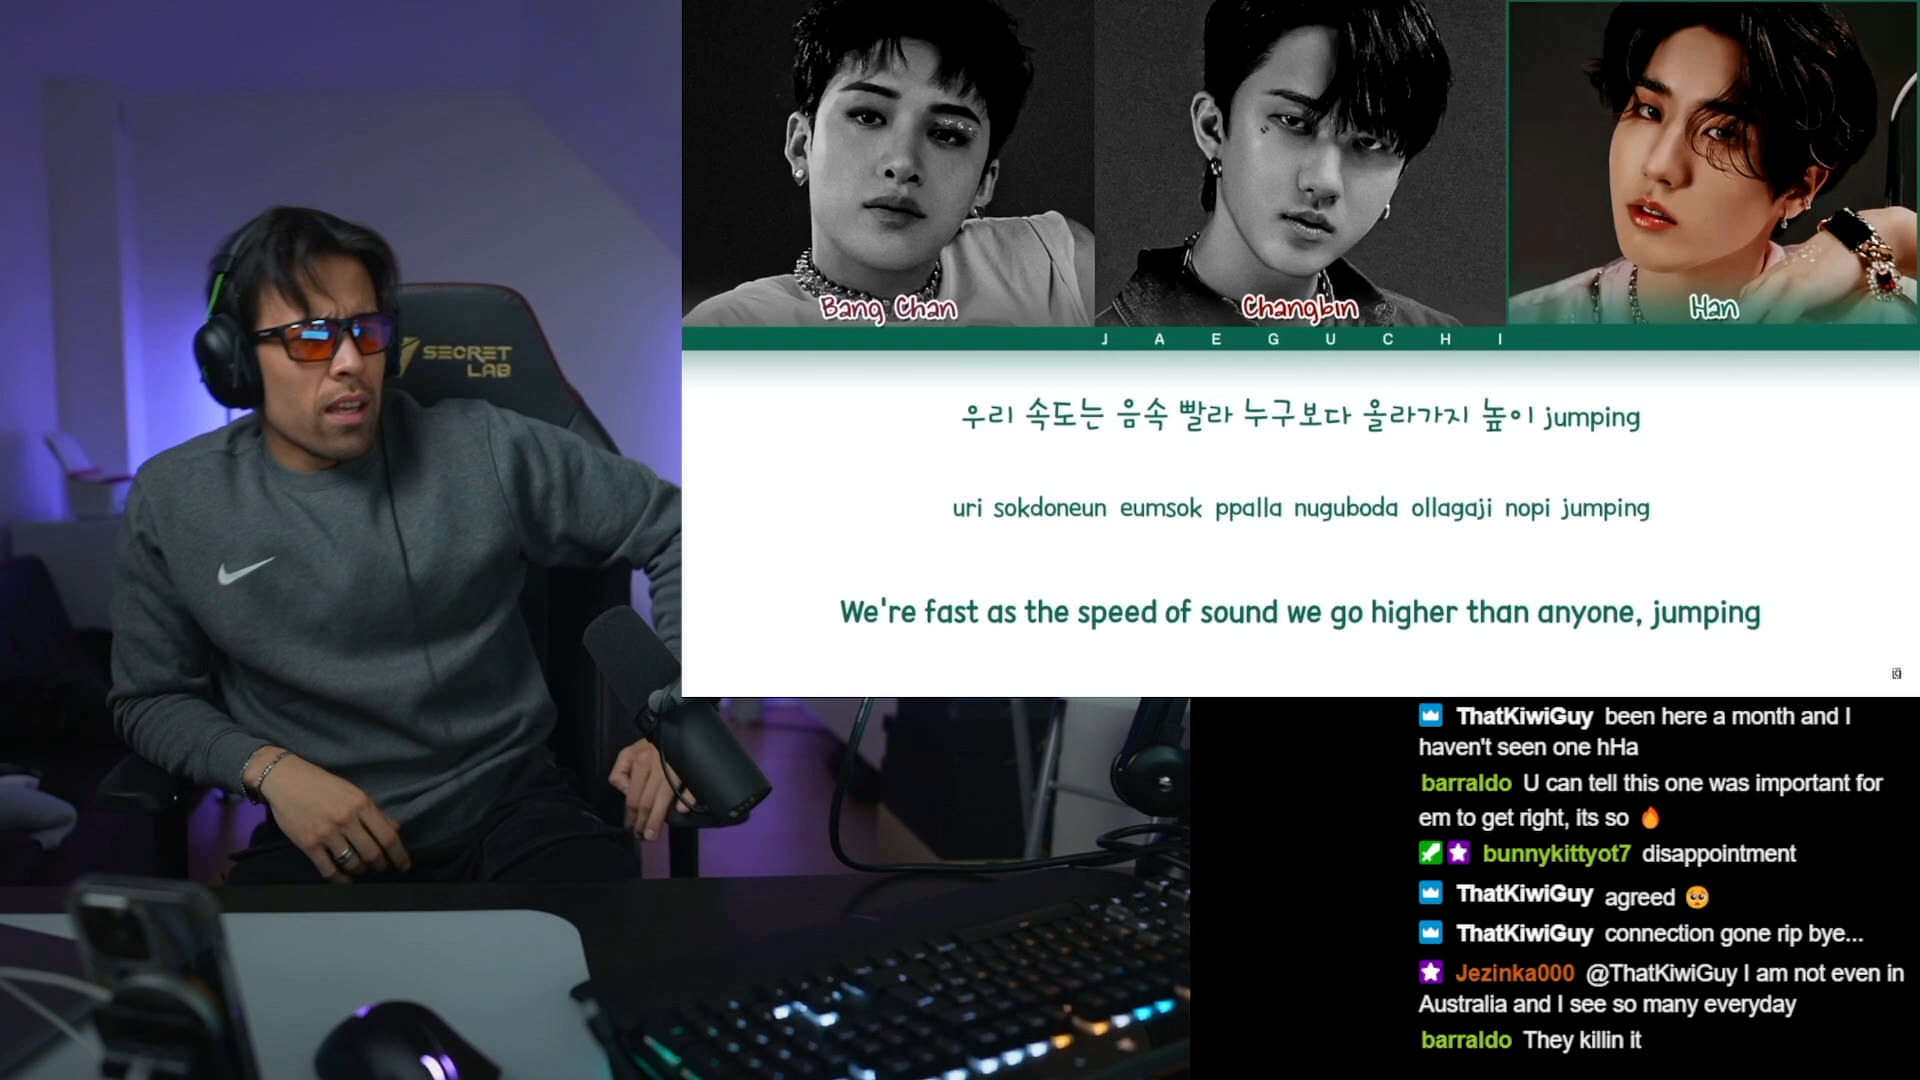 SECRET
LAB
Bang Chan
Changbin
Han
JAEGUCHI
우리 속도는 음속 빨라 누구보다 올라가지 높이 jumping
uri sokdoneun eumsok ppalla nuguboda ollagaji nopi jumping
We're fast as the speed of sound we go higher than anyone, jumping
ThatKiwiGuy been here a month and I
haven't seen one hHa
barraldo U can tell this one was important for
em to get right, its so 🔥
bunnykittyot7 disappointment
ThatKiwiGuy agreed 🥺
ThatKiwiGuy connection gone rip bye...
Jezinka000 @ThatKiwiGuy I am not even in
Australia and I see so many everyday
barraldo They killin it